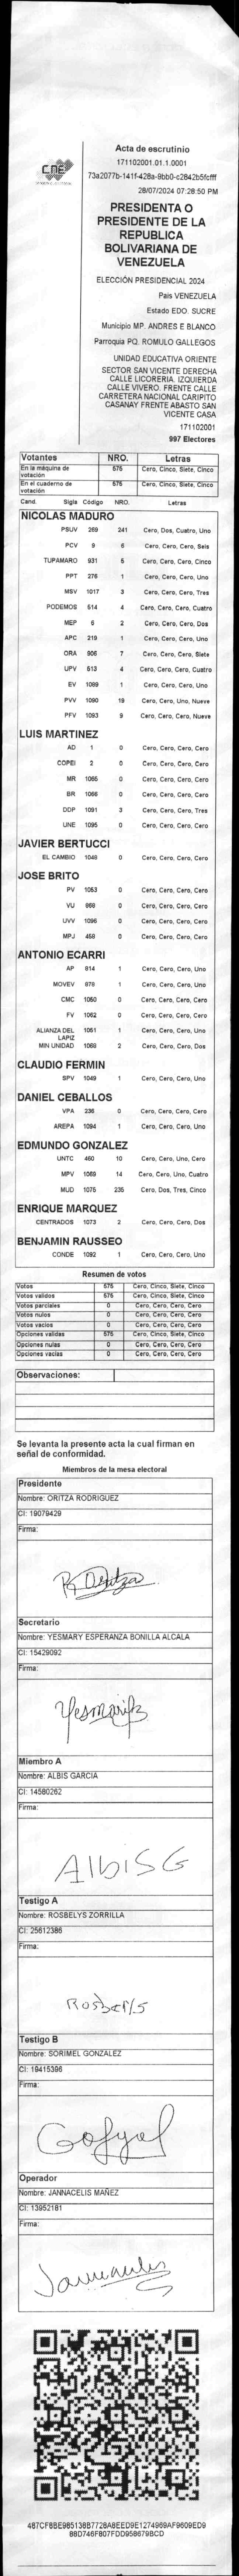 CNE
Acta de escrutinio
171102001.01.1.0001
73a2077b-141f-428a-9bb0-c2842b5fcfff
28/07/2024 07:28:50 PM
PRESIDENTA O
PRESIDENTE DE LA
REPUBLICA
BOLIVARIANA DE
VENEZUELA
ELECCIÓN PRESIDENCIAL 2024
Pais VENEZUELA
Estado EDO. SUCRE
Municipio MP. ANDRES E BLANCO
Parroquia PQ. ROMULO GALLEGOS
UNIDAD EDUCATIVA ORIENTE
SECTOR SAN VICENTE DERECHA
CALLE LICORERIA. IZQUIERDA
CALLE VIVERO. FRENTE CALLE
CARRETERA NACIONAL CARIPITO
CASANAY FRENTE ABASTO SAN
VICENTE CASA
171102001
997 Electores
Votantes NRO. Letras
En la máquina de votación 575 Cero, Cinco, Siete, Cinco
En el cuaderno de votación 575 Cero, Cinco, Siete, Cinco
Cand. Sigla Código NRO. Letras
NICOLAS MADURO
PSUV 269 241 Cero, Dos, Cuatro, Uno
PCV 9 6 Cero, Cero, Cero, Seis
TUPAMARO 931 5 Cero, Cero, Cero, Cinco
PPT 276 1 Cero, Cero, Cero, Uno
MSV 1017 3 Cero, Cero, Cero, Tres
PODEMOS 514 4 Cero, Cero, Cero, Cuatro
MEP 6 2 Cero, Cero, Cero, Dos
APC 219 1 Cero, Cero, Cero, Uno
ORA 906 7 Cero, Cero, Cero, Siete
UPV 513 4 Cero, Cero, Cero, Cuatro
EV 1089 1 Cero, Cero, Cero, Uno
PVV 1090 19 Cero, Cero, Uno, Nueve
PFV 1093 9 Cero, Cero, Cero, Nueve
LUIS MARTINEZ
AD 1 0 Cero, Cero, Cero, Cero
COPEI 2 0 Cero, Cero, Cero, Cero
MR 1065 0 Cero, Cero, Cero, Cero
BR 1066 0 Cero, Cero, Cero, Cero
DDP 1091 3 Cero, Cero, Cero, Tres
UNE 1095 0 Cero, Cero, Cero, Cero
JAVIER BERTUCCI
EL CAMBIO 1046 0 Cero, Cero, Cero, Cero
JOSE BRITO
PV 1053 0 Cero, Cero, Cero, Cero
VU 968 0 Cero, Cero, Cero, Cero
UVV 1096 0 Cero, Cero, Cero, Cero
MPJ 458 0 Cero, Cero, Cero, Cero
ANTONIO ECARRI
AP 814 1 Cero, Cero, Cero, Uno
MOVEV 878 1 Cero, Cero, Cero, Uno
CMC 1050 0 Cero, Cero, Cero, Cero
FV 1052 0 Cero, Cero, Cero, Cero
ALIANZA DEL LAPIZ 1051 1 Cero, Cero, Cero, Uno
MIN UNIDAD 1068 2 Cero, Cero, Cero, Dos
CLAUDIO FERMIN
SPV 1049 1 Cero, Cero, Cero, Uno
DANIEL CEBALLOS
VPA 236 0 Cero, Cero, Cero, Cero
AREPA 1094 1 Cero, Cero, Cero, Uno
EDMUNDO GONZALEZ
UNTC 460 10 Cero, Cero, Uno, Cero
MPV 1069 14 Cero, Cero, Uno, Cuatro
MUD 1075 235 Cero, Dos, Tres, Cinco
ENRIQUE MARQUEZ
CENTRADOS 1073 2 Cero, Cero, Cero, Dos
BENJAMIN RAUSSEO
CONDE 1092 1 Cero, Cero, Cero, Uno
Resumen de votos
Votos 575 Cero, Cinco, Siete, Cinco
Votos validos 575 Cero, Cinco, Siete, Cinco
Votos parciales 0 Cero, Cero, Cero, Cero
Votos nulos 0 Cero, Cero, Cero, Cero
Votos vacios 0 Cero, Cero, Cero, Cero
Opciones validas 575 Cero, Cinco, Siete, Cinco
Opciones nulas 0 Cero, Cero, Cero, Cero
Opciones vacias 0 Cero, Cero, Cero, Cero
Observaciones:
Se levanta la presente acta la cual firman en
señal de conformidad.
Miembros de la mesa electoral
Presidente
Nombre: ORITZA RODRIGUEZ
CI: 19079429
Firma:
Secretario
Nombre: YESMARY ESPERANZA BONILLA ALCALA
CI: 15429092
Firma:
Miembro A
Nombre: ALBIS GARCIA
CI: 14580262
Firma:
AlbiS G
Testigo A
Nombre: ROSBELYS ZORRILLA
CI: 25612386
Firma:
Testigo B
Nombre: SORIMEL GONZALEZ
CI: 19415396
Firma:
Operador
Nombre: JANNACELIS MAÑEZ
CI: 13952181
Firma:
487CF8BE985138B7728A8EED9E1274969AF9609ED9
88D746F807FDD958679BCD